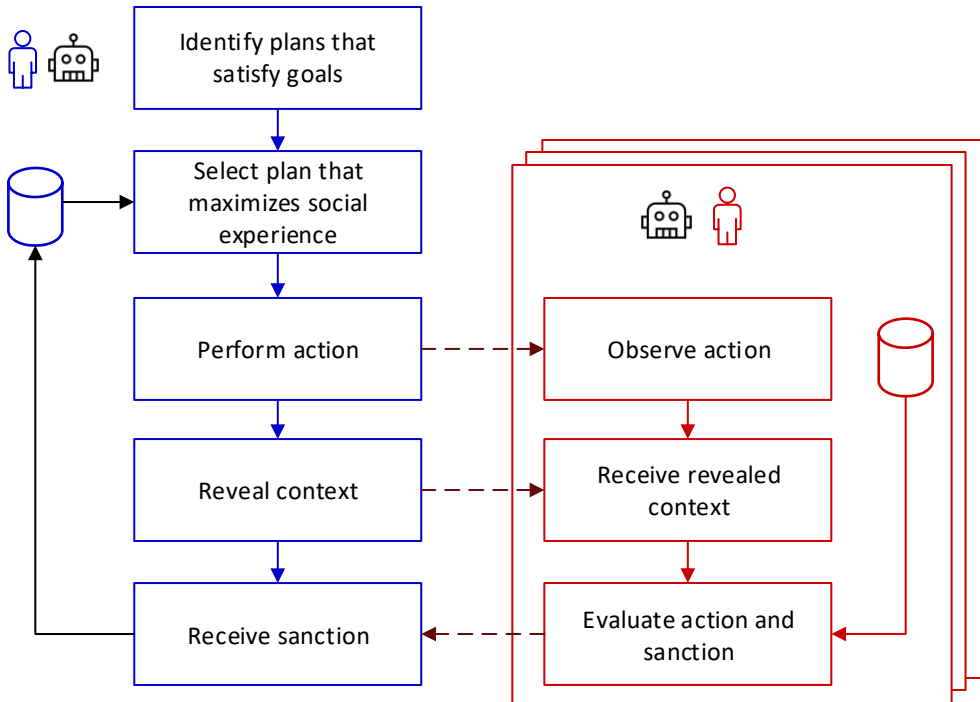 Identify plans that
satisfy goals
Select plan that
maximizes social
experience
Perform action
Observe action
Reveal context
Receive revealed
context
Receive sanction
Evaluate action and
sanction